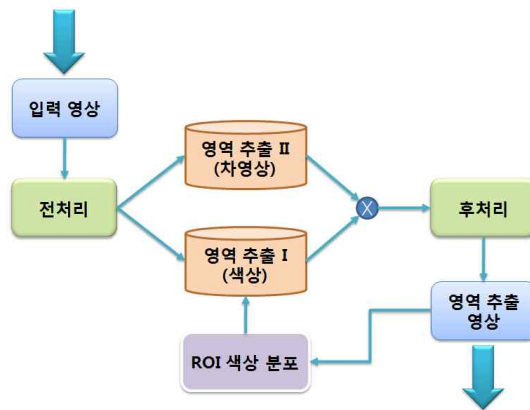 입력 영상
전처리
영역 추출 II
(차영상)
영역 추출 I
(색상)
X
후처리
영역 추출
영상
ROI 색상 분포